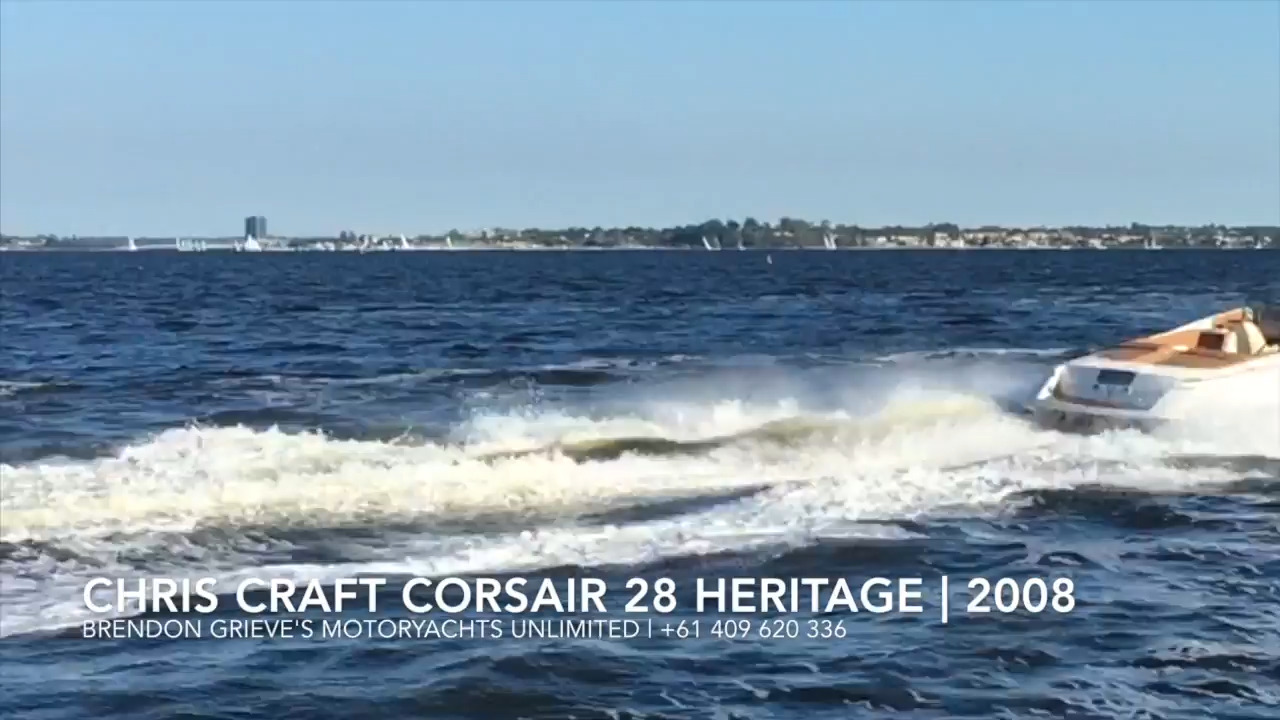 CHRIS CRAFT CORSAIR 28 HERITAGE | 2008
BRENDON GRIEVE'S MOTORYACHTS UNLIMITED | +61 409 620 336